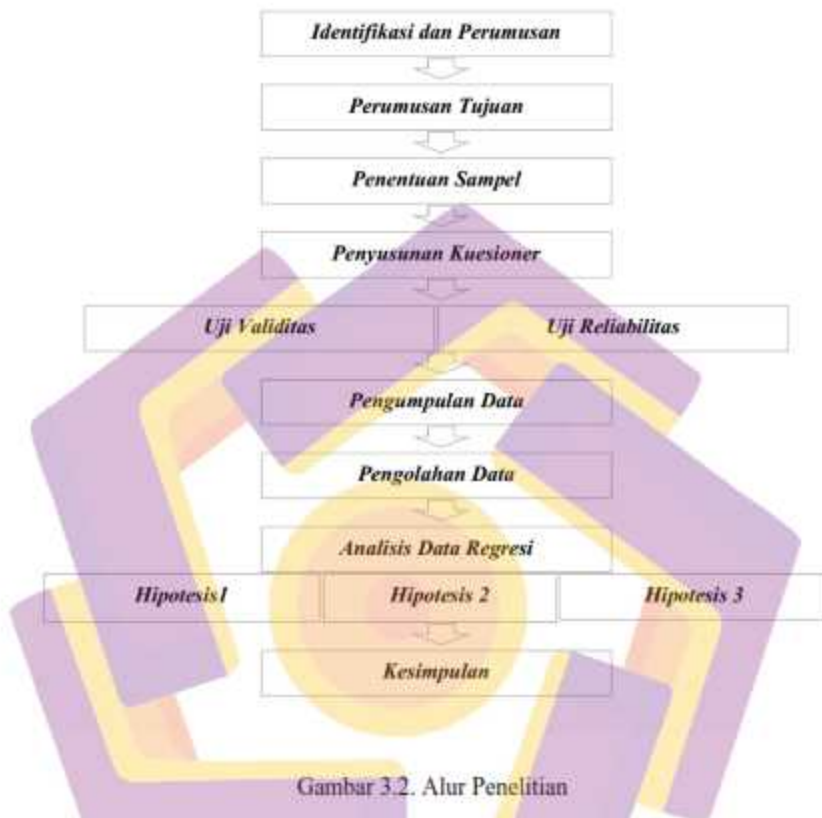 Identifikasi dan Perumusan
Perumusan Tujuan
Penentuan Sampel
Penyusunan Kuesioner
Uji Validitas
Uji Reliabilitas
Pengumpulan Data
Pengolahan Data
Analisis Data Regresi
Hipotesis1
Hipotesis 2
Hipotesis 3
Kesimpulan
Gambar 3.2. Alur Penelitian